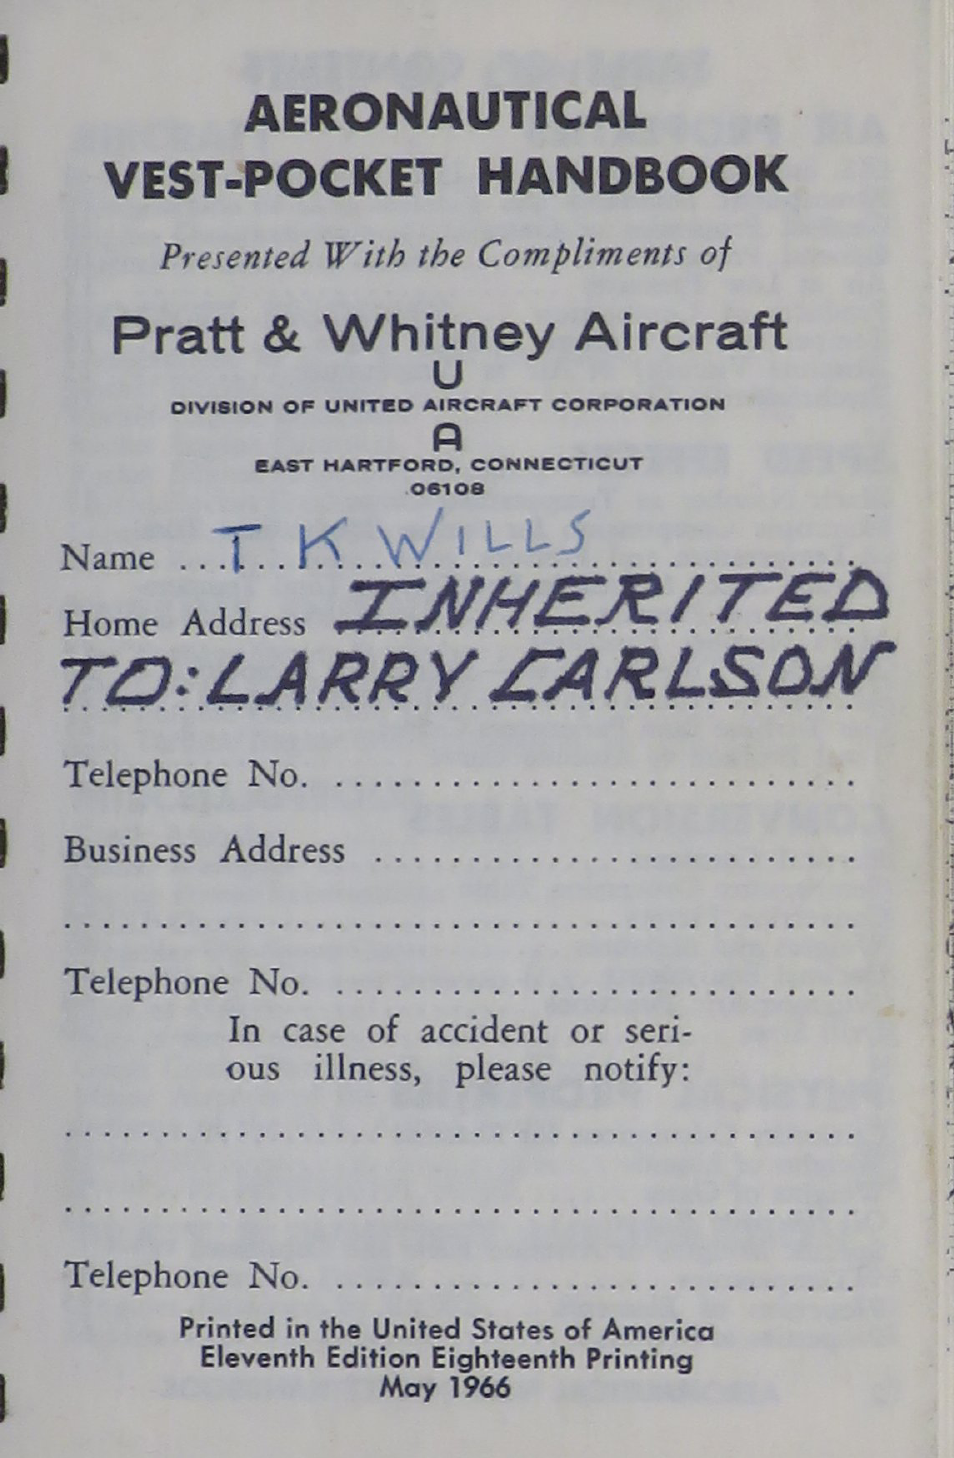 AERONAUTICAL
VEST-POCKET HANDBOOK
Presented With the Compliments of
Pratt & Whitney Aircraft
U
DIVISION OF UNITED AIRCRAFT CORPORATION
A
EAST HARTFORD, CONNECTICUT
06108
Name ... T K WILLS
Home Address INHERITED
TO: LARRY CARLSON
Telephone No. ............................
Business Address .........................
..........................................
Telephone No. ............................
In case of accident or seri-
ous illness, please notify:
..........................................
..........................................
Telephone No. ............................
Printed in the United States of America
Eleventh Edition Eighteenth Printing
May 1966